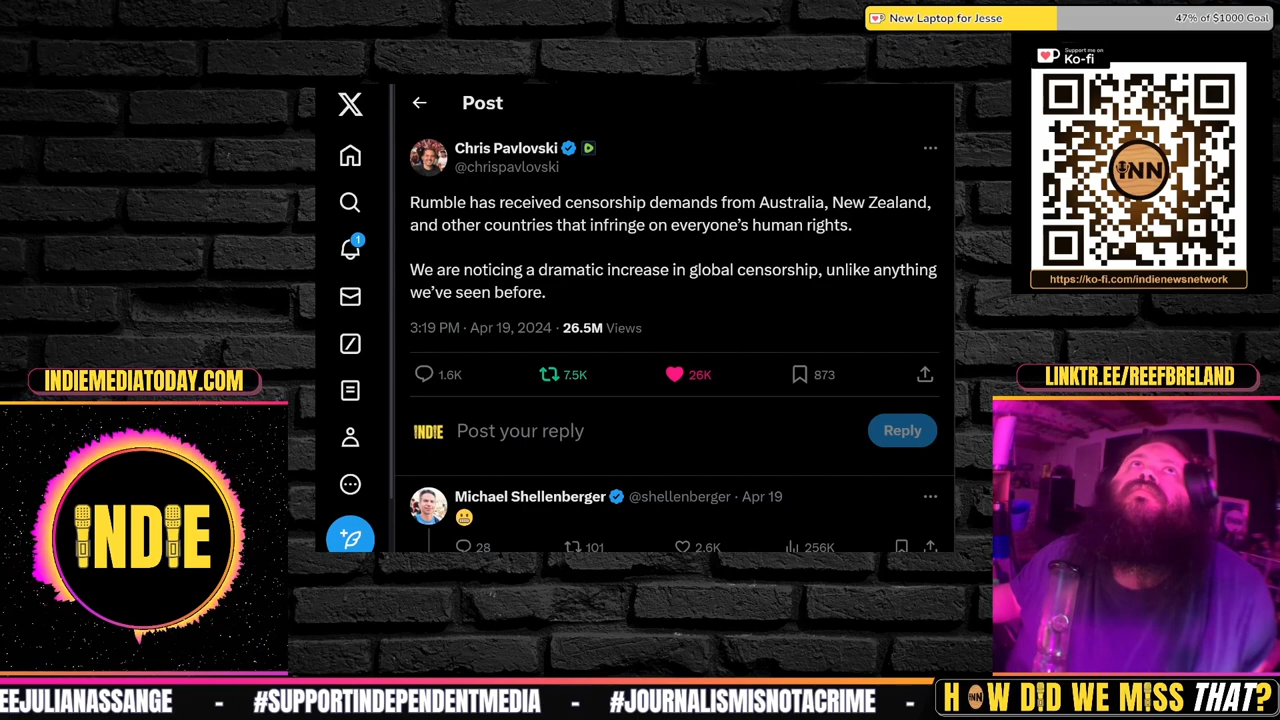 New Laptop for Jesse
47% of $1000 Goal
Support me on
Ko-fi
iNN
https://ko-fi.com/indienewsnetwork
Post
Chris Pavlovski
@chrispavlovski
Rumble has received censorship demands from Australia, New Zealand,
and other countries that infringe on everyone’s human rights.
We are noticing a dramatic increase in global censorship, unlike anything
we’ve seen before.
3:19 PM · Apr 19, 2024 · 26.5M Views
1.6K 7.5K 26K 873
INDIE Post your reply Reply
1
Michael Shellenberger @shellenberger · Apr 19
28 101 2.6K 256K
INDIEMEDIATODAY.COM
INDIE
LINKTR.EE/REEFBRELAND
EEJULIANASSANGE - #SUPPORTINDEPENDENTMEDIA - #JOURNALISMISNOTACRIME -
HOW DID WE MISS THAT?